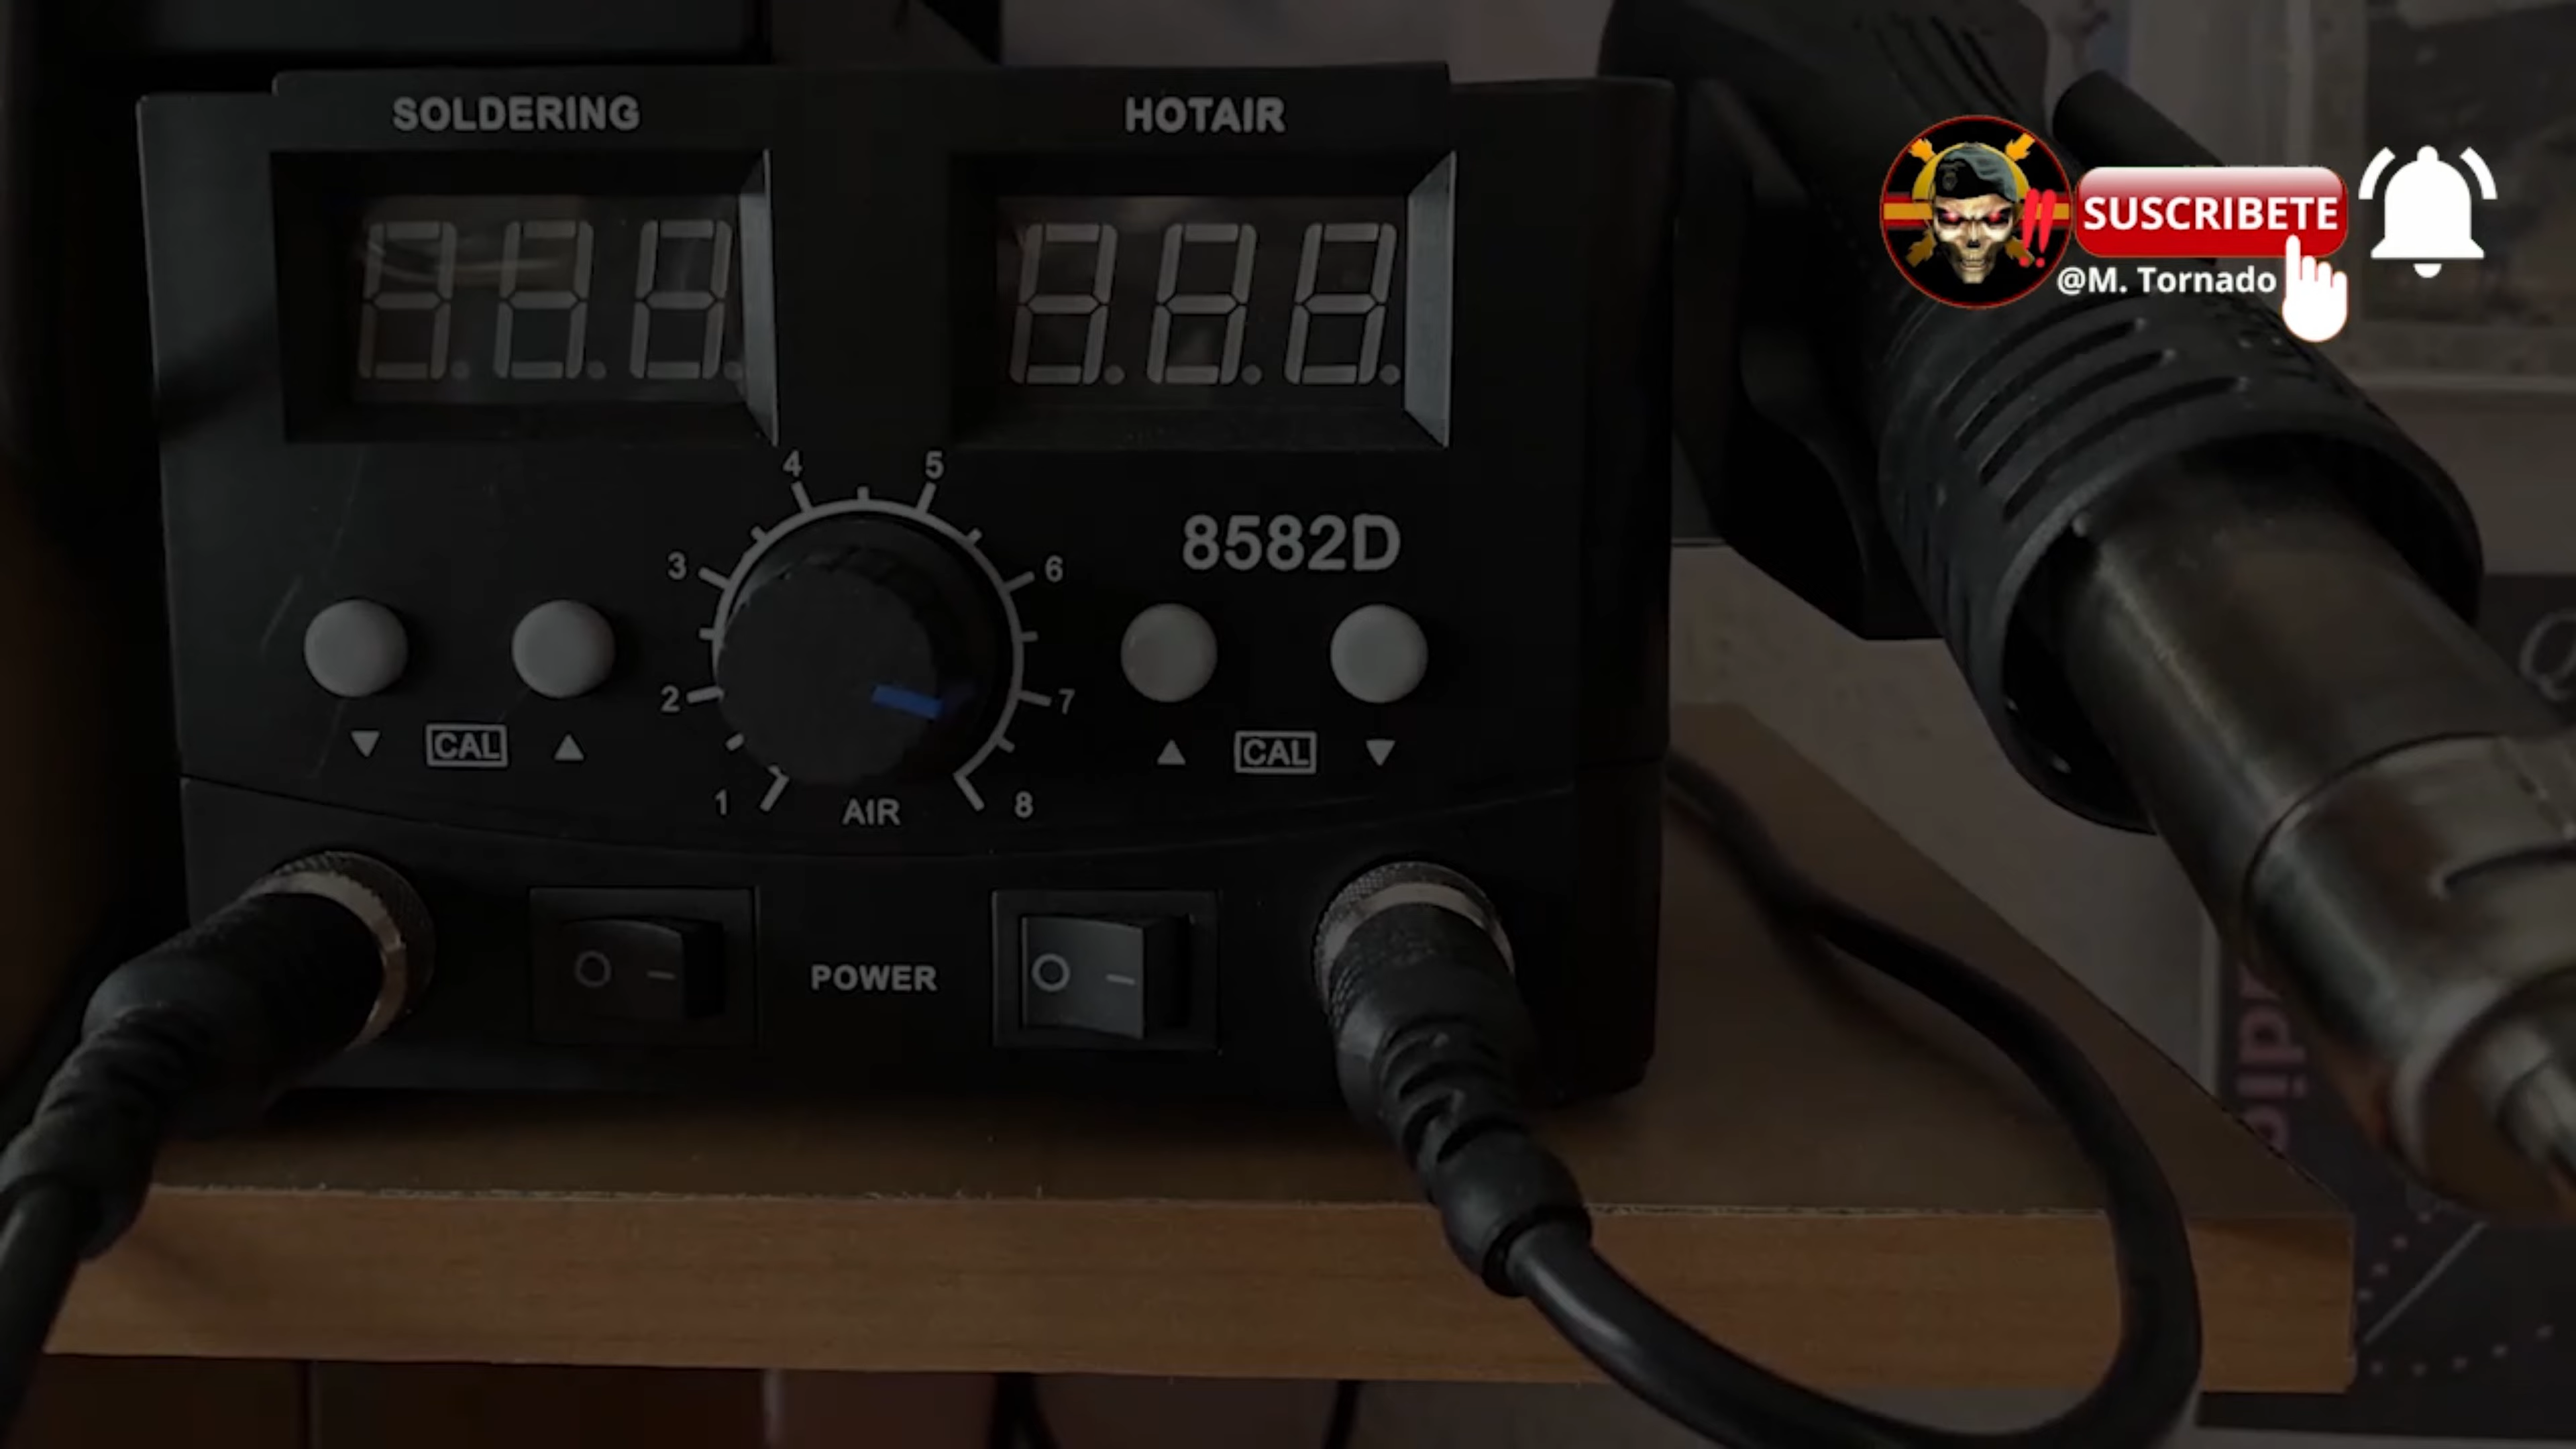 SOLDERING
HOTAIR
SUSCRIBETE
@M. Tornado
4
5
3
6
8582D
2
7
CAL
CAL
1
AIR
8
POWER